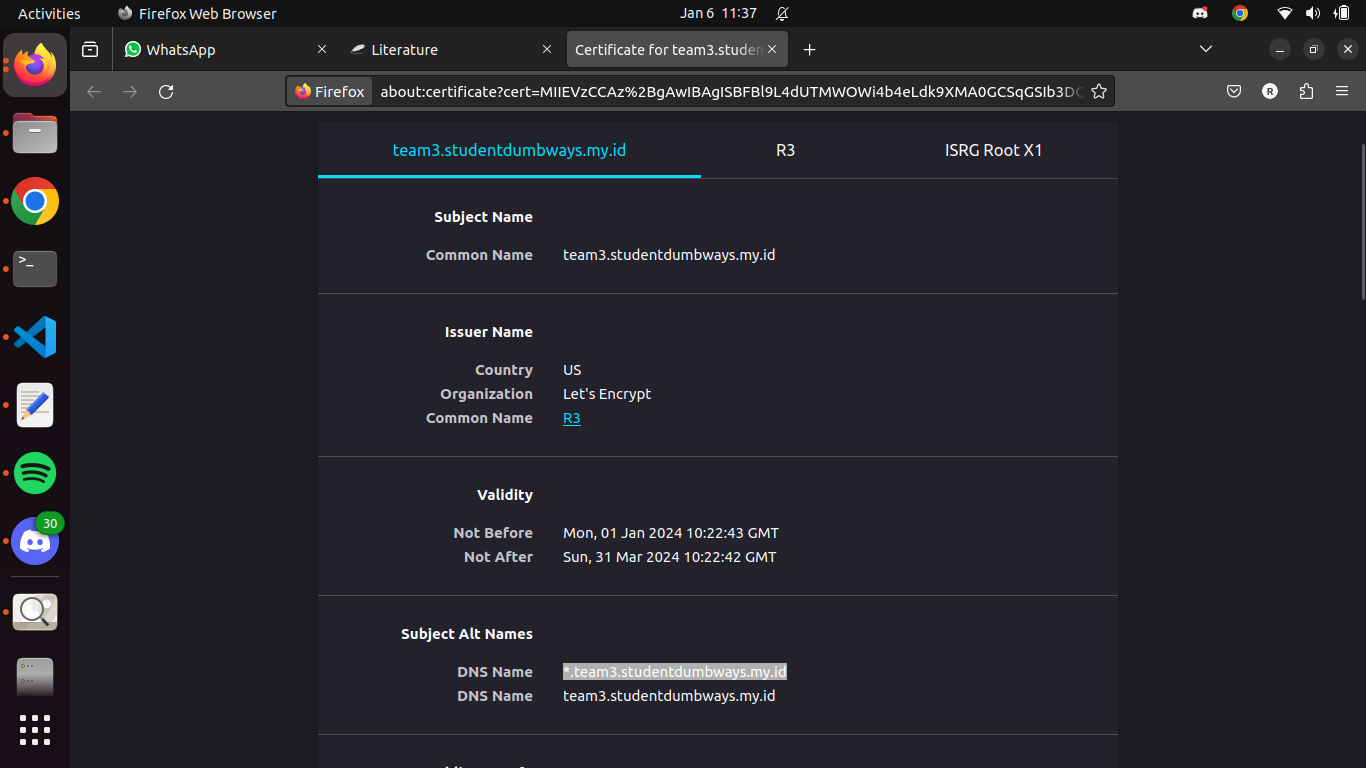 Activities Firefox Web Browser Jan 6 11:37
WhatsApp Literature Certificate for team3.studen
Firefox about:certificate?cert=MIIEVzCCAz%2BgAwIBAgISBFBl9L4dUTMWOWi4b4eLdk9XMA0GCSqGSIb3DC R
team3.studentdumbways.my.id R3 ISRG Root X1
Subject Name
Common Name team3.studentdumbways.my.id
Issuer Name
Country US
Organization Let's Encrypt
Common Name R3
Validity
Not Before Mon, 01 Jan 2024 10:22:43 GMT
Not After Sun, 31 Mar 2024 10:22:42 GMT
30
Subject Alt Names
DNS Name *.team3.studentdumbways.my.id
DNS Name team3.studentdumbways.my.id